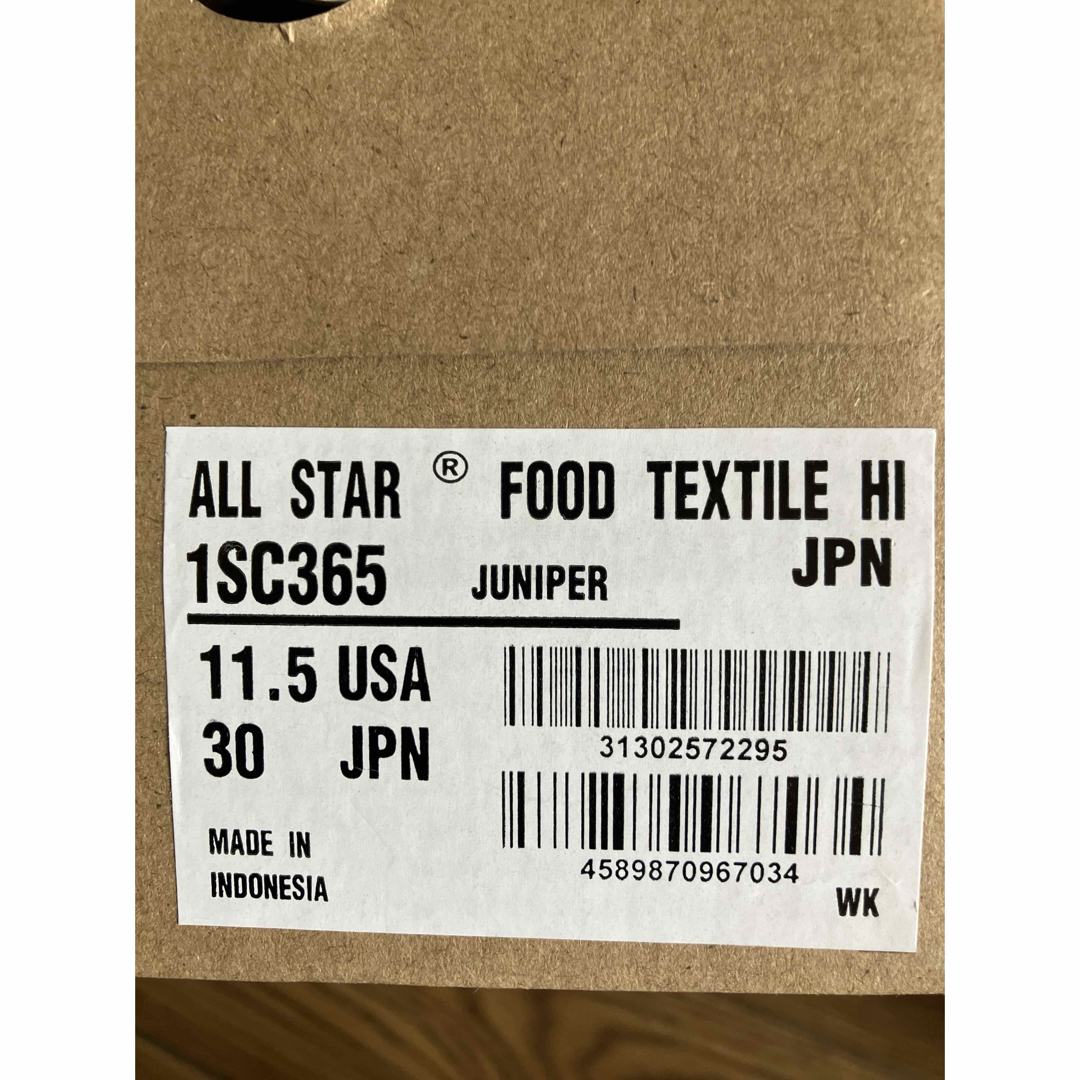 ALL STAR ® FOOD TEXTILE HI
1SC365 JUNIPER JPN
11.5 USA
30 JPN
31302572295
4589870967034
MADE IN
INDONESIA
WK